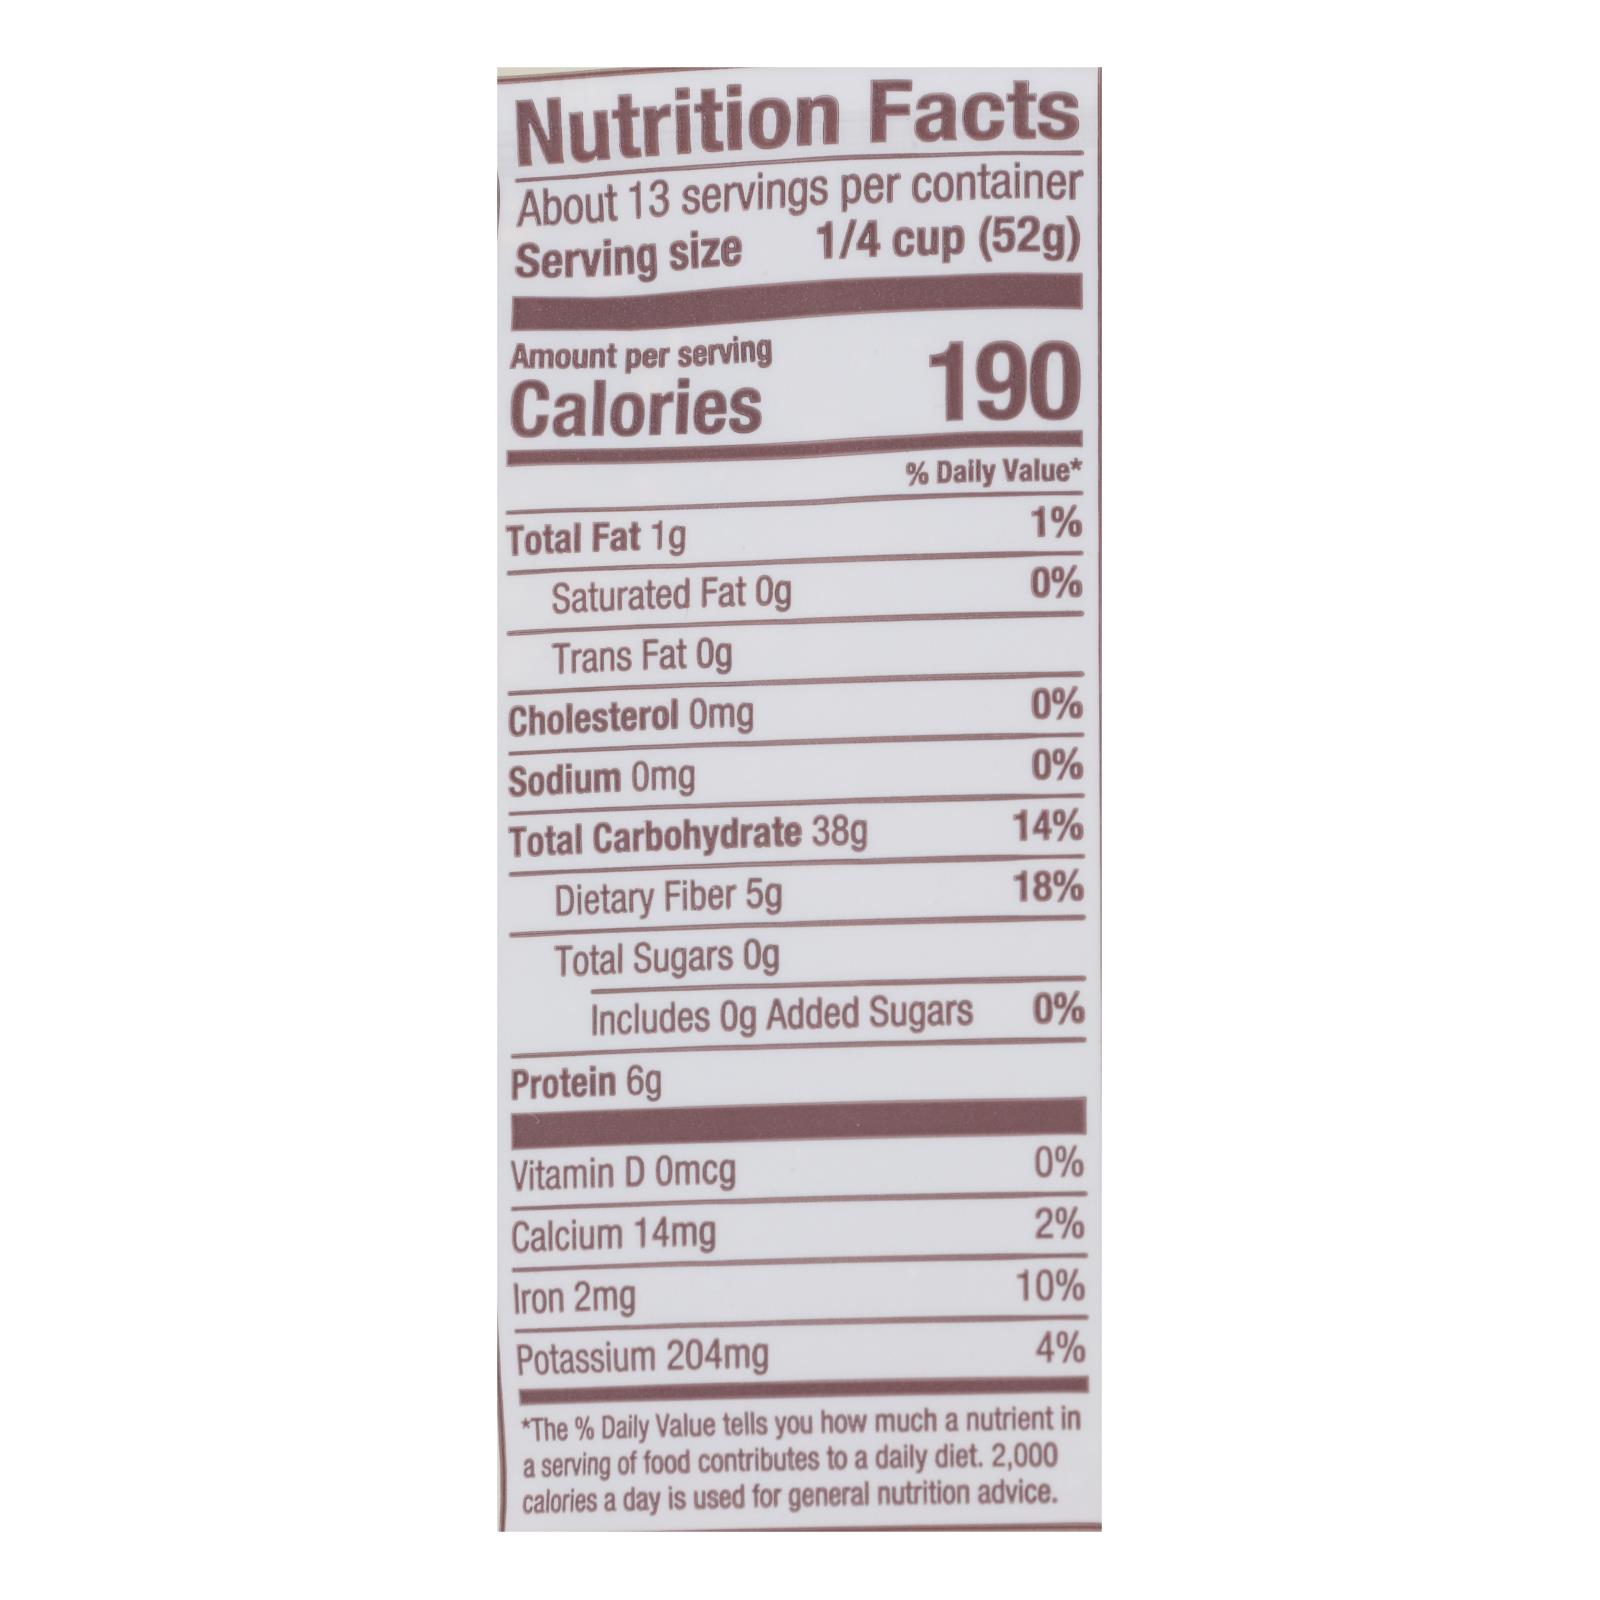 Nutrition Facts
About 13 servings per container
Serving size 1/4 cup (52g)
Amount per serving
Calories 190
% Daily Value*
Total Fat 1g 1%
Saturated Fat 0g 0%
Trans Fat 0g
Cholesterol 0mg 0%
Sodium 0mg 0%
Total Carbohydrate 38g 14%
Dietary Fiber 5g 18%
Total Sugars 0g
Includes 0g Added Sugars 0%
Protein 6g
Vitamin D 0mcg 0%
Calcium 14mg 2%
Iron 2mg 10%
Potassium 204mg 4%
*The % Daily Value tells you how much a nutrient in
a serving of food contributes to a daily diet. 2,000
calories a day is used for general nutrition advice.